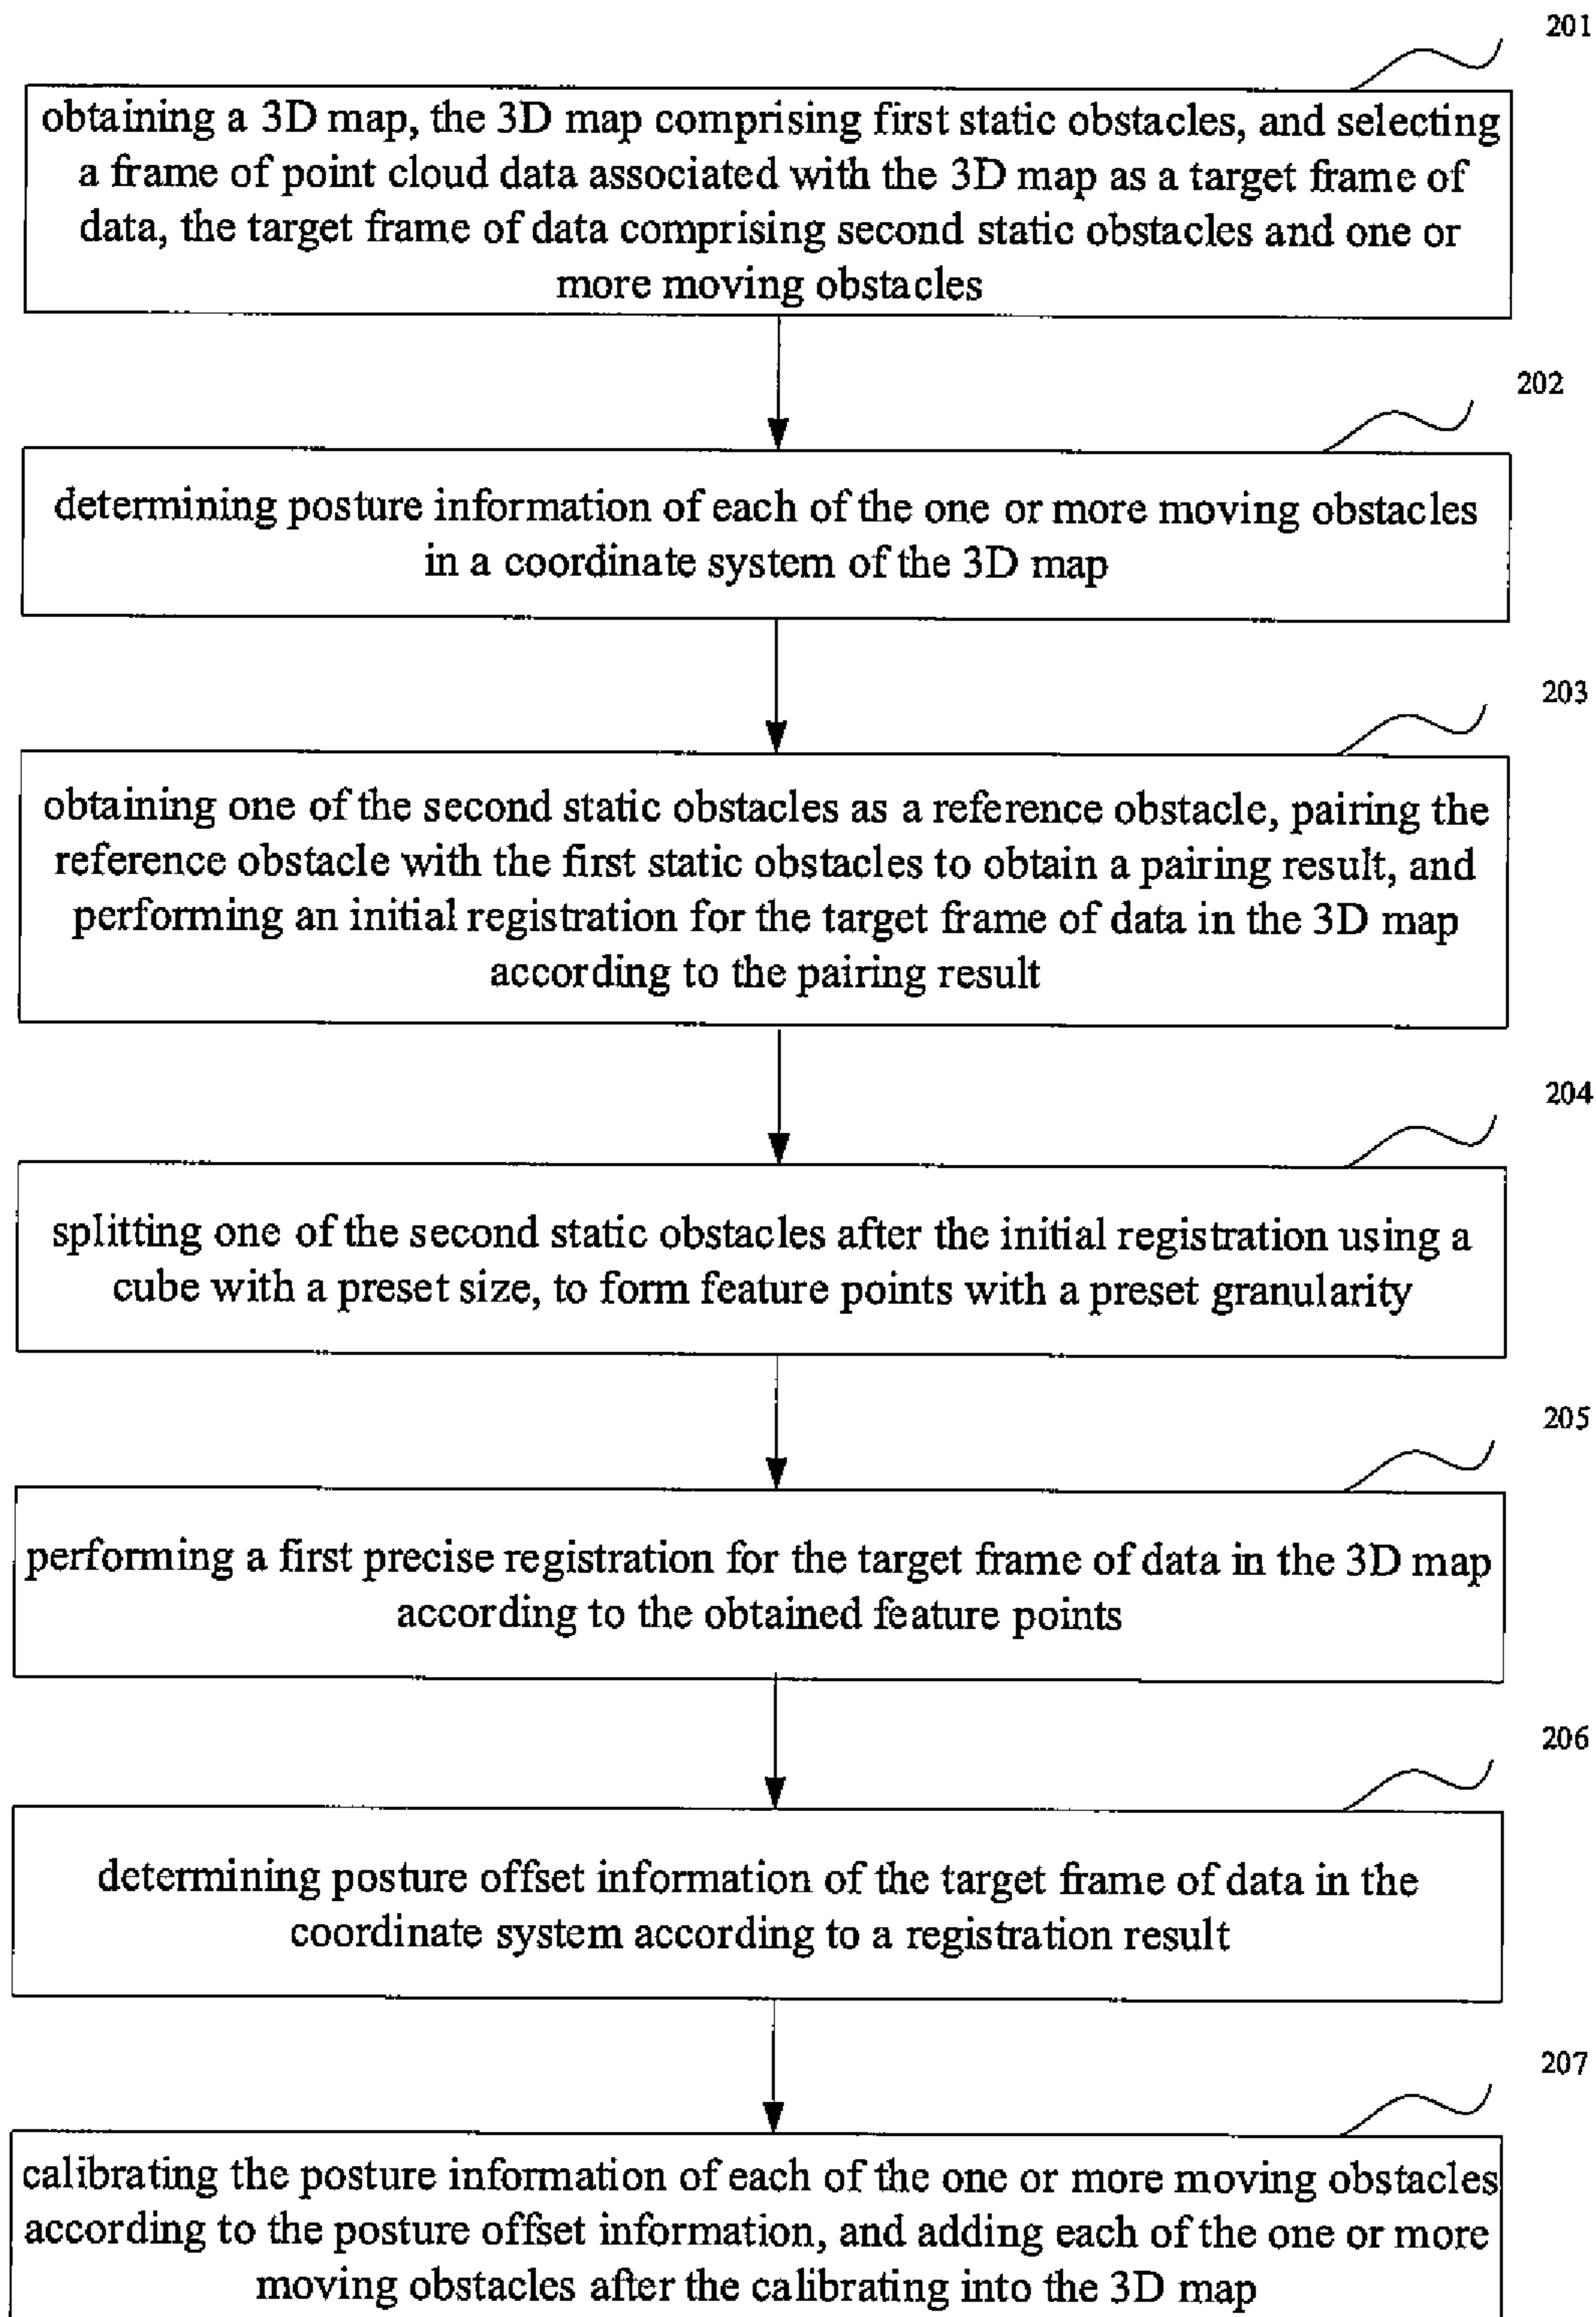 201
obtaining a 3D map, the 3D map comprising first static obstacles, and selecting
a frame of point cloud data associated with the 3D map as a target frame of
data, the target frame of data comprising second static obstacles and one or
more moving obstacles
202
determining posture information of each of the one or more moving obstacles
in a coordinate system of the 3D map
203
obtaining one of the second static obstacles as a reference obstacle, pairing the
reference obstacle with the first static obstacles to obtain a pairing result, and
performing an initial registration for the target frame of data in the 3D map
according to the pairing result
204
splitting one of the second static obstacles after the initial registration using a
cube with a preset size, to form feature points with a preset granularity
205
performing a first precise registration for the target frame of data in the 3D map
according to the obtained feature points
206
determining posture offset information of the target frame of data in the
coordinate system according to a registration result
207
calibrating the posture information of each of the one or more moving obstacles
according to the posture offset information, and adding each of the one or more
moving obstacles after the calibrating into the 3D map